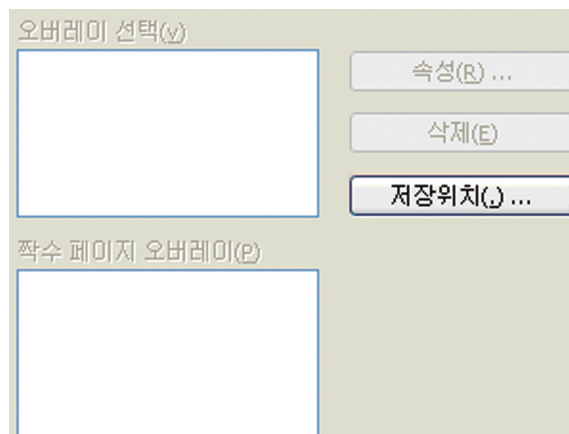 오버레이 선택(v)
속성(R) ...
삭제(E)
저장위치(,) ...
짝수 페이지 오버레이(P)